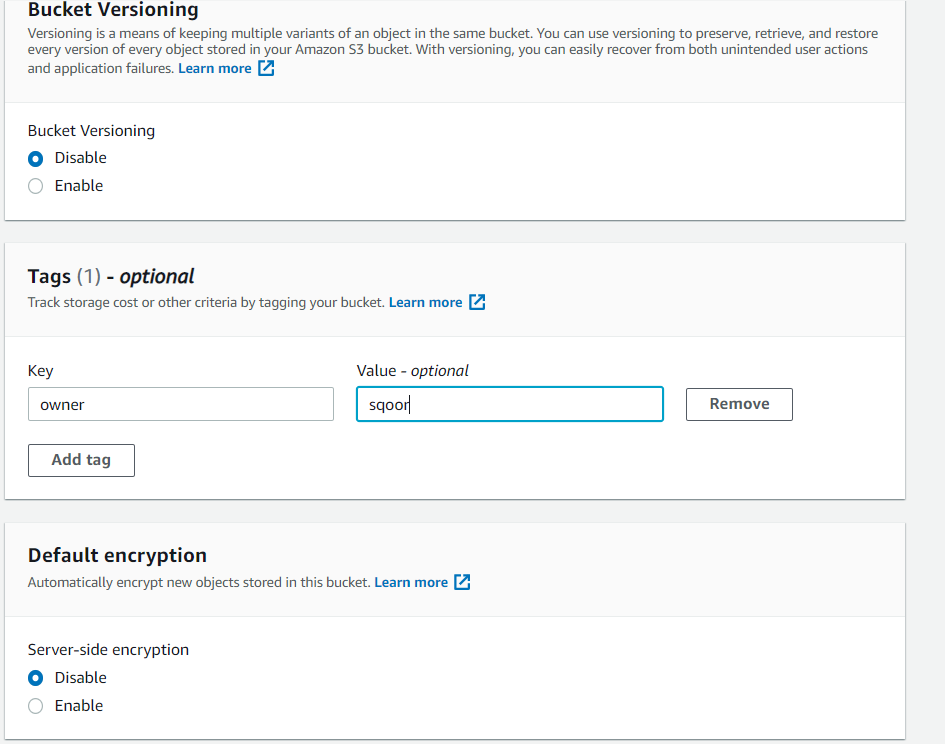 Bucket Versioning
Versioning is a means of keeping multiple variants of an object in the same bucket. You can use versioning to preserve, retrieve, and restore
every version of every object stored in your Amazon S3 bucket. With versioning, you can easily recover from both unintended user actions
and application failures. Learn more
Bucket Versioning
Disable
Enable
Tags (1) - optional
Track storage cost or other criteria by tagging your bucket. Learn more
Key Value - optional
owner sqoor Remove
Add tag
Default encryption
Automatically encrypt new objects stored in this bucket. Learn more
Server-side encryption
Disable
Enable